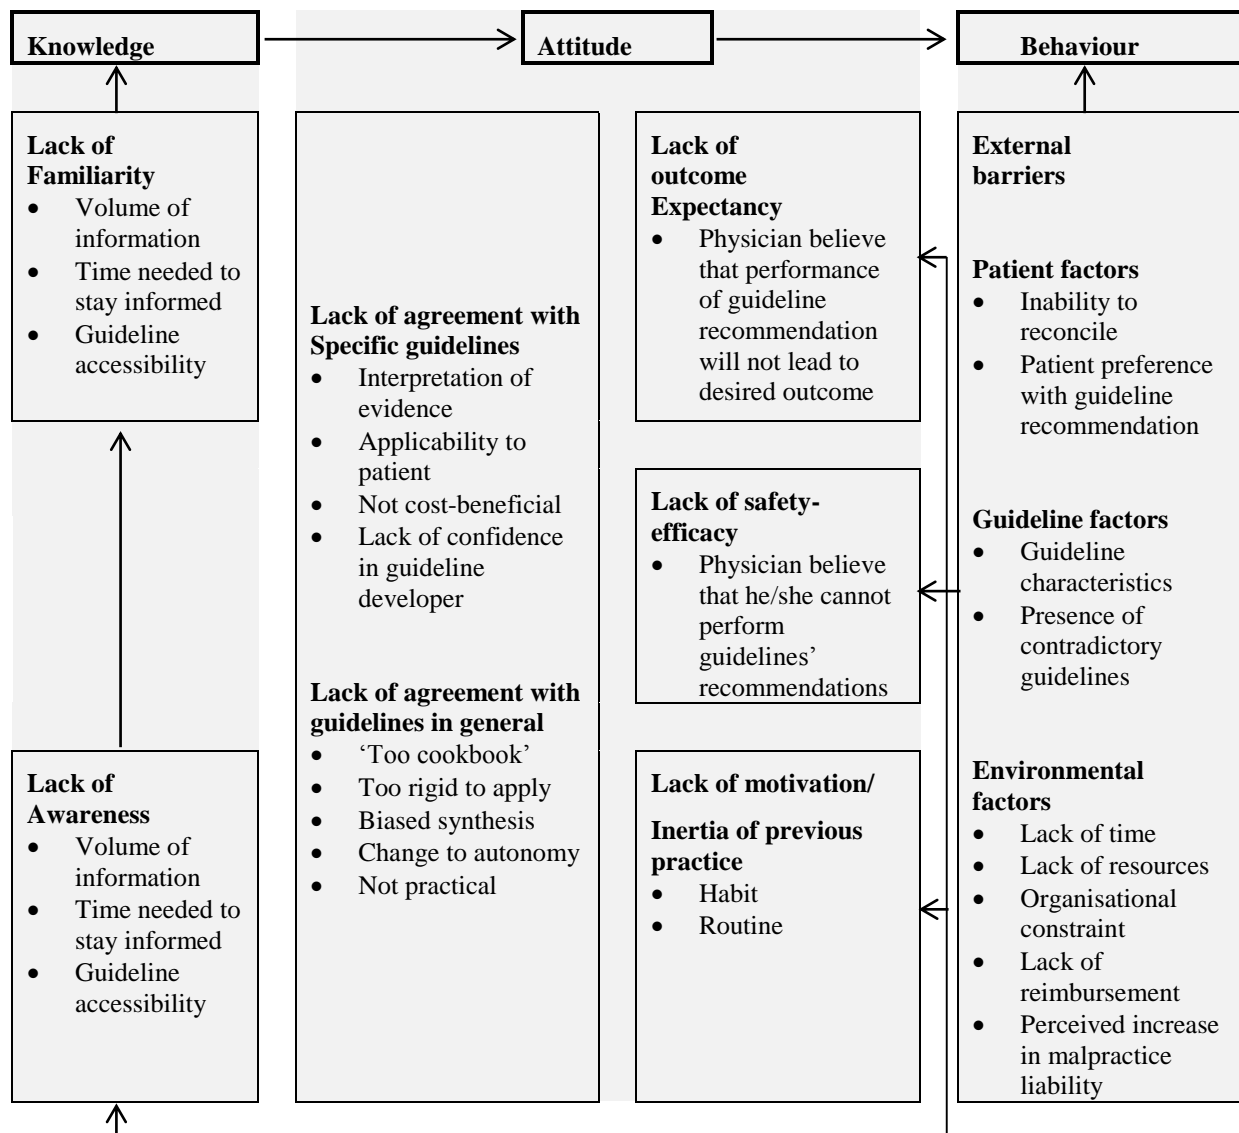 Knowledge
Attitude
Behaviour
Lack of
Familiarity
• Volume of
information
• Time needed to
stay informed
• Guideline
accessibility
Lack of
Awareness
• Volume of
information
• Time needed to
stay informed
• Guideline
accessibility
Lack of agreement with
Specific guidelines
• Interpretation of
evidence
• Applicability to
patient
• Not cost-beneficial
• Lack of confidence
in guideline
developer
Lack of agreement with
guidelines in general
• ‘Too cookbook’
• Too rigid to apply
• Biased synthesis
• Change to autonomy
• Not practical
Lack of
outcome
Expectancy
• Physician believe
that performance
of guideline
recommendation
will not lead to
desired outcome
Lack of safety-
efficacy
• Physician believe
that he/she cannot
perform
guidelines’
recommendations
Lack of motivation/
Inertia of previous
practice
• Habit
• Routine
External
barriers
Patient factors
• Inability to
reconcile
• Patient preference
with guideline
recommendation
Guideline factors
• Guideline
characteristics
• Presence of
contradictory
guidelines
Environmental
factors
• Lack of time
• Lack of resources
• Organisational
constraint
• Lack of
reimbursement
• Perceived increase
in malpractice
liability